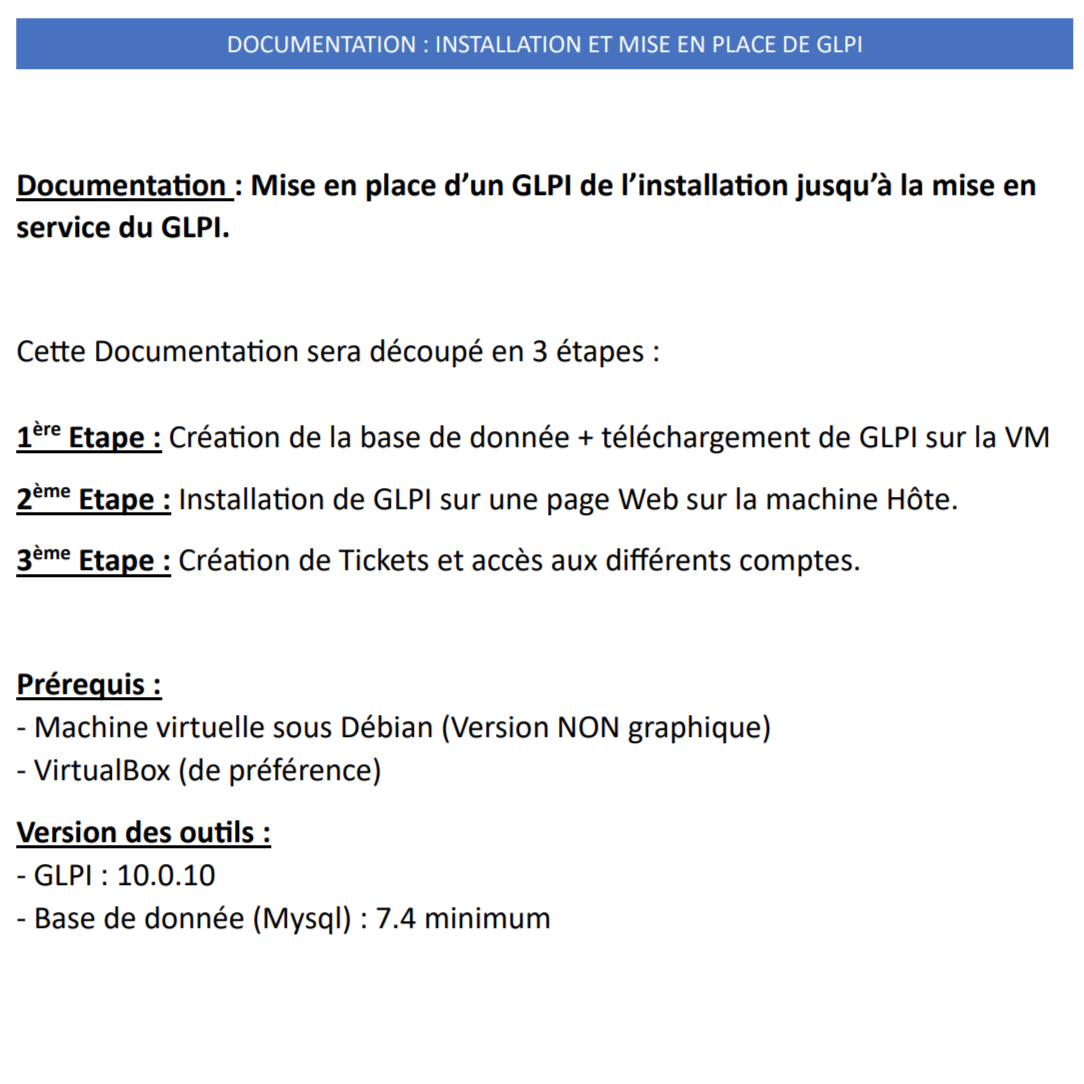 DOCUMENTATION : INSTALLATION ET MISE EN PLACE DE GLPI
Documentation : Mise en place d’un GLPI de l’installation jusqu’à la mise en
service du GLPI.
Cette Documentation sera découpé en 3 étapes :
1ère Etape : Création de la base de donnée + téléchargement de GLPI sur la VM
2ème Etape : Installation de GLPI sur une page Web sur la machine Hôte.
3ème Etape : Création de Tickets et accès aux différents comptes.
Prérequis :
- Machine virtuelle sous Débian (Version NON graphique)
- VirtualBox (de préférence)
Version des outils :
- GLPI : 10.0.10
- Base de donnée (Mysql) : 7.4 minimum